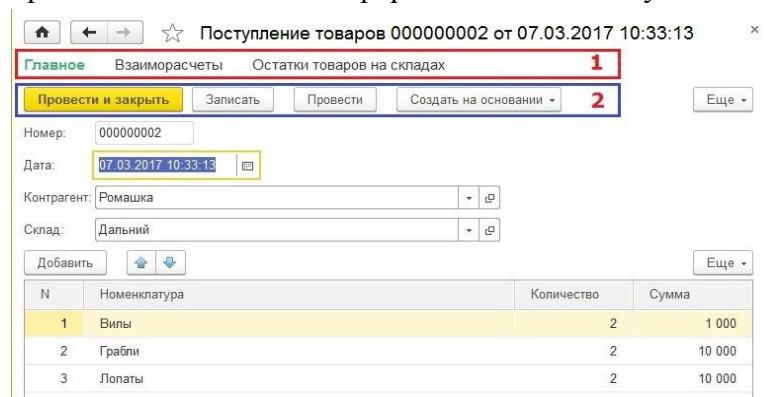 Поступление товаров 000000002 от 07.03.2017 10:33:13
Главное Взаиморасчеты Остатки товаров на складах 1
Провести и закрыть Записать Провести Создать на основании 2 Еще
Номер: 000000002
Дата: 07.03.2017 10:33:13
Контрагент: Ромашка
Склад: Дальний
Добавить Еще
N Номенклатура Количество Сумма
1 Вилы 2 1 000
2 Грабли 2 10 000
3 Лопаты 2 10 000